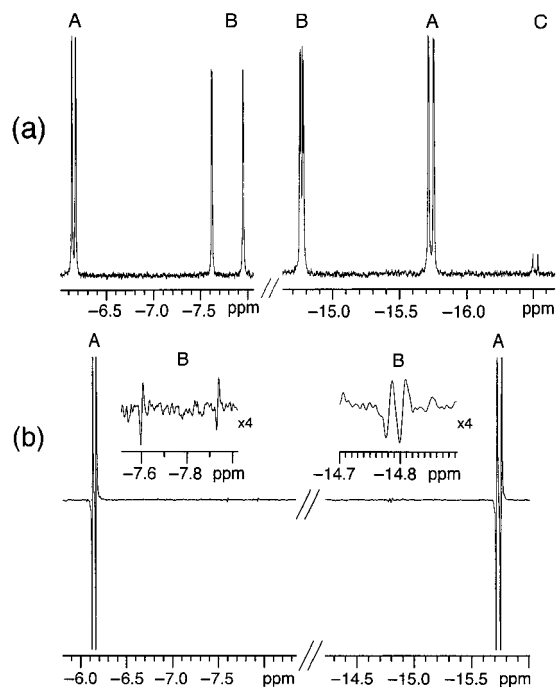 A B B A C
(a)
−6.5 −7.0 −7.5 ppm −15.0 −15.5 −16.0 ppm
A A
B B
(b)
x4 x4
−7.6 −7.8 ppm −14.7 −14.8 ppm
−6.0 −6.5 −7.0 −7.5 ppm −14.5 −15.0 −15.5 ppm